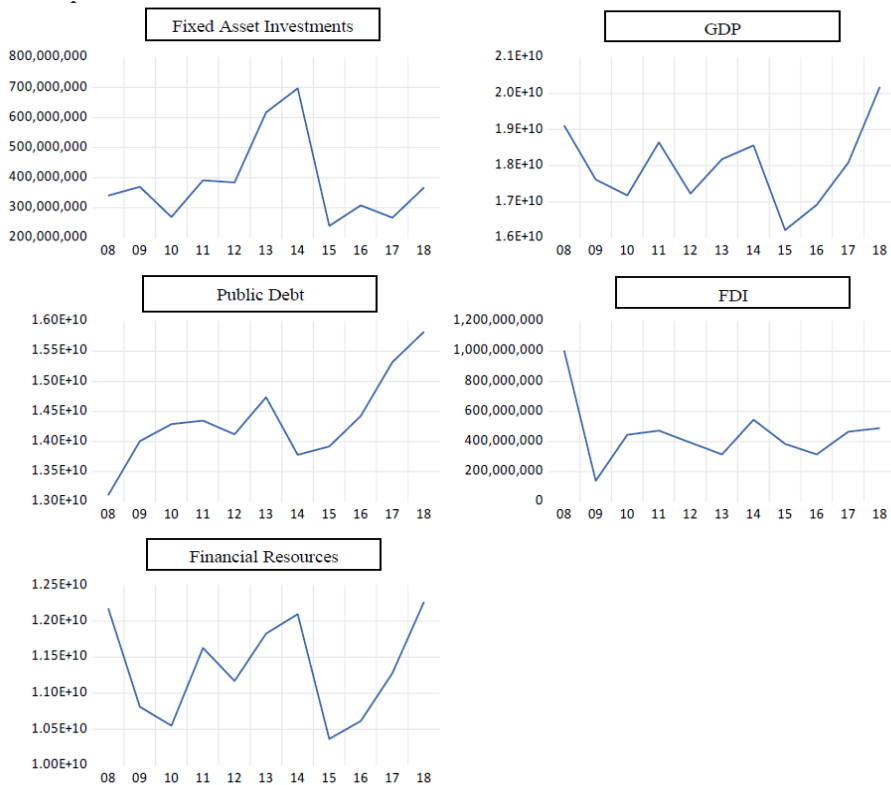 Fixed Asset Investments
800,000,000
700,000,000
600,000,000
500,000,000
400,000,000
300,000,000
200,000,000
08 09 10 11 12 13 14 15 16 17 18
GDP
2.1E+10
2.0E+10
1.9E+10
1.8E+10
1.7E+10
1.6E+10
08 09 10 11 12 13 14 15 16 17 18
Public Debt
1.60E+10
1.55E+10
1.50E+10
1.45E+10
1.40E+10
1.35E+10
1.30E+10
08 09 10 11 12 13 14 15 16 17 18
FDI
1,200,000,000
1,000,000,000
800,000,000
600,000,000
400,000,000
200,000,000
0
08 09 10 11 12 13 14 15 16 17 18
Financial Resources
1.25E+10
1.20E+10
1.15E+10
1.10E+10
1.05E+10
1.00E+10
08 09 10 11 12 13 14 15 16 17 18